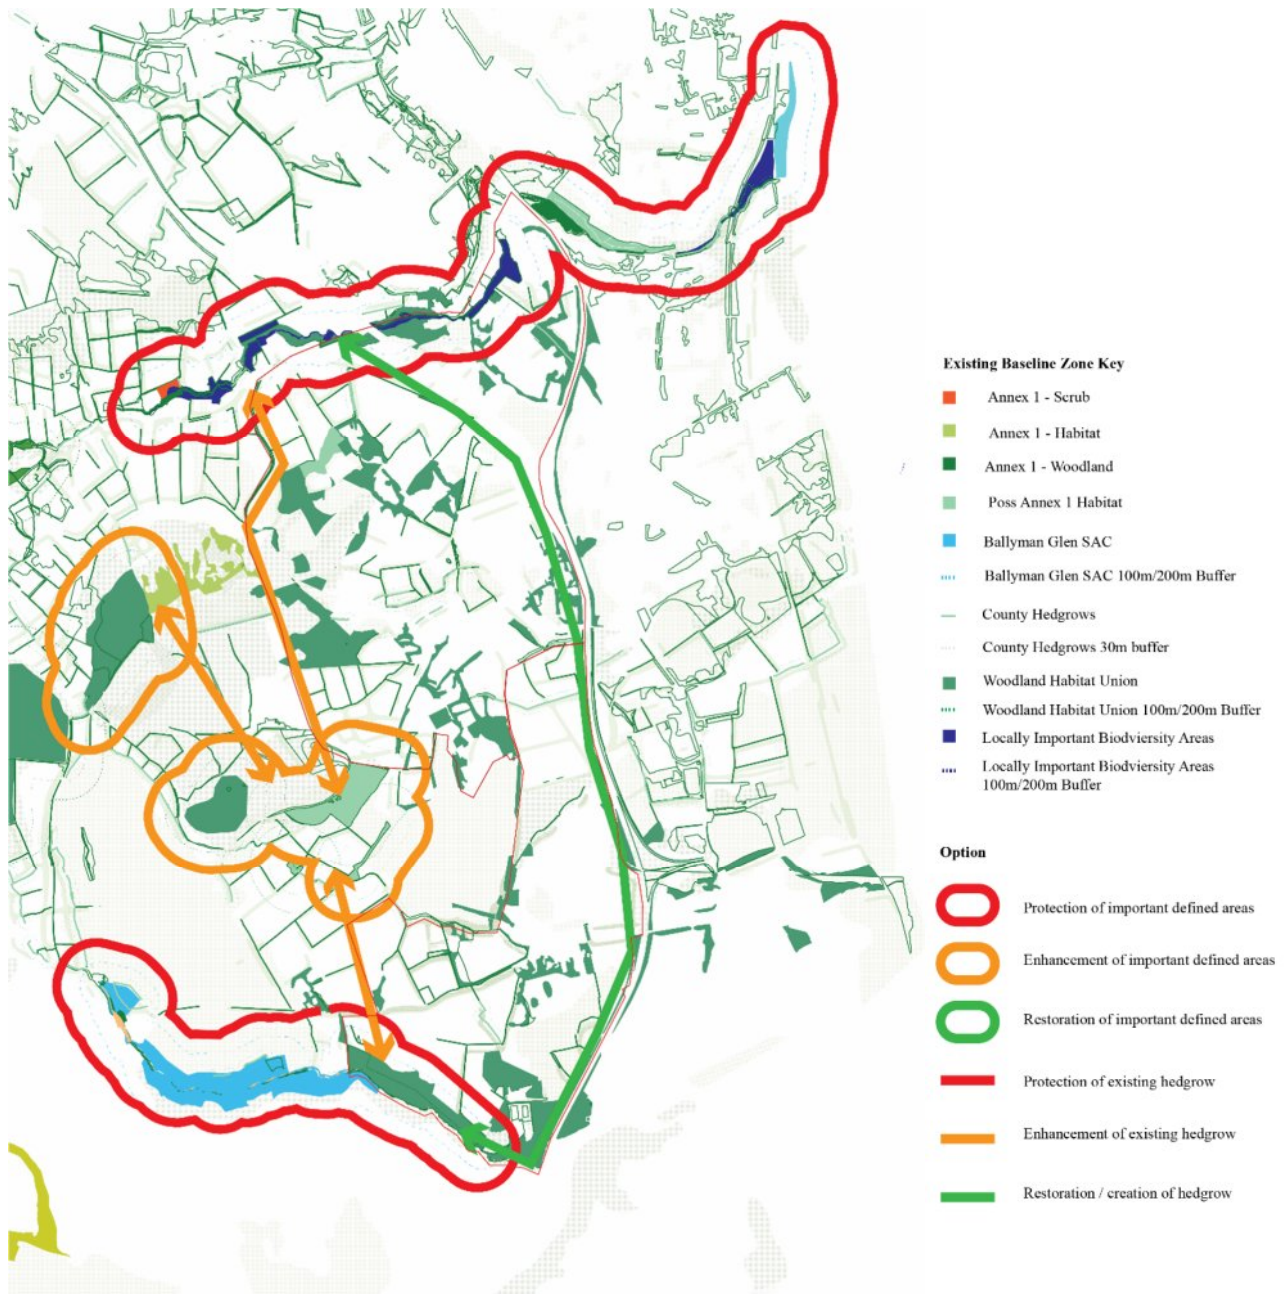 Existing Baseline Zone Key
Annex 1 - Scrub
Annex 1 - Habitat
Annex 1 - Woodland
Poss Annex 1 Habitat
Ballyman Glen SAC
Ballyman Glen SAC 100m/200m Buffer
County Hedgrows
County Hedgrows 30m buffer
Woodland Habitat Union
Woodland Habitat Union 100m/200m Buffer
Locally Important Biodviersity Areas
Locally Important Biodviersity Areas
100m/200m Buffer
Option
Protection of important defined areas
Enhancement of important defined areas
Restoration of important defined areas
Protection of existing hedgrow
Enhancement of existing hedgrow
Restoration / creation of hedgrow